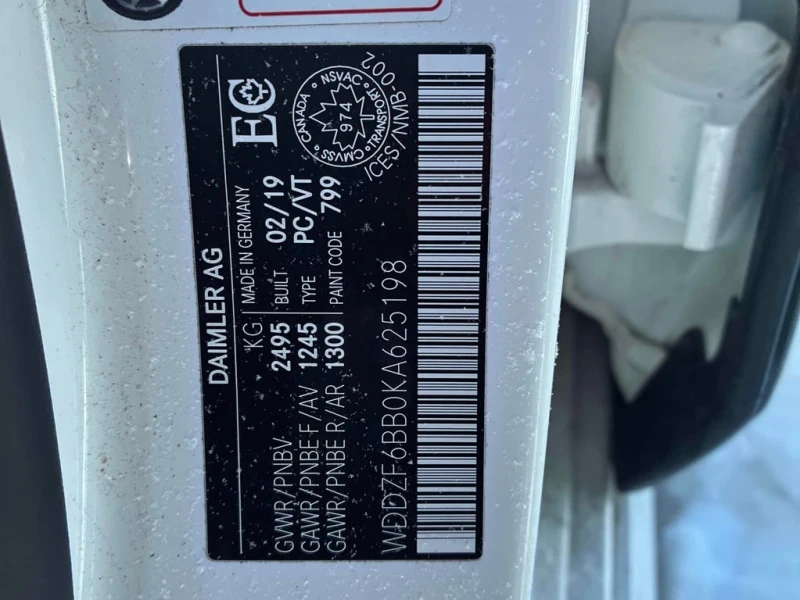 DAIMLER AG
KG | MADE IN GERMANY
GVWR/PNBV 2495 BUILT 02/19
GAWR/PNBE F/AV 1245 TYPE PC/VT
GAWR/PNBE R/AR 1300 PAINT CODE 799
EC
CANADA NSVAC TRANSPORT CMVSS
974
ICES/NMB-002
WDDZF6BB0KA625198